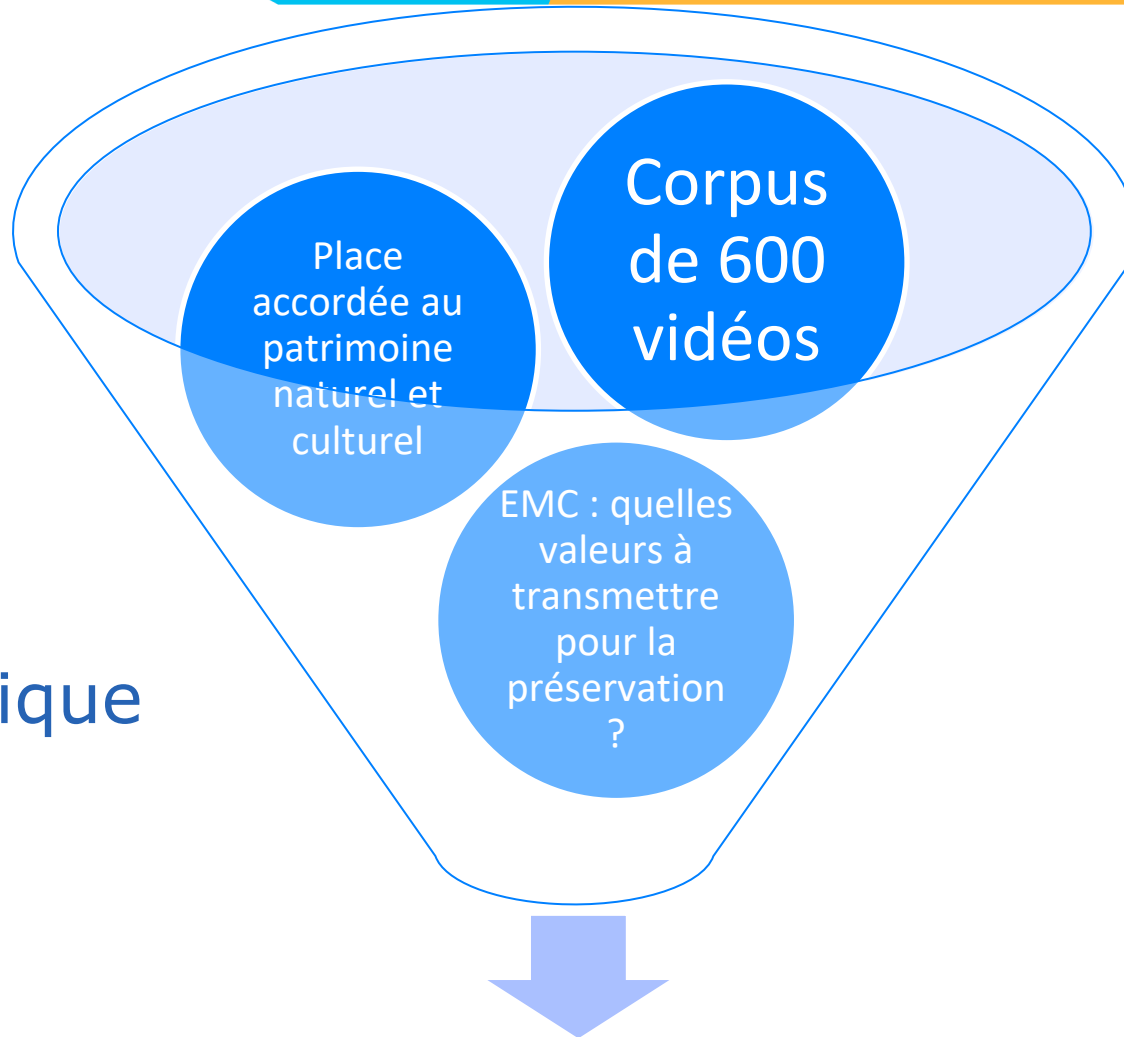 Corpus
de 600
vidéos
Place
accordée au
patrimoine
naturel et
culturel
EMC : quelles
valeurs à
transmettre
pour la
préservation
?
ique